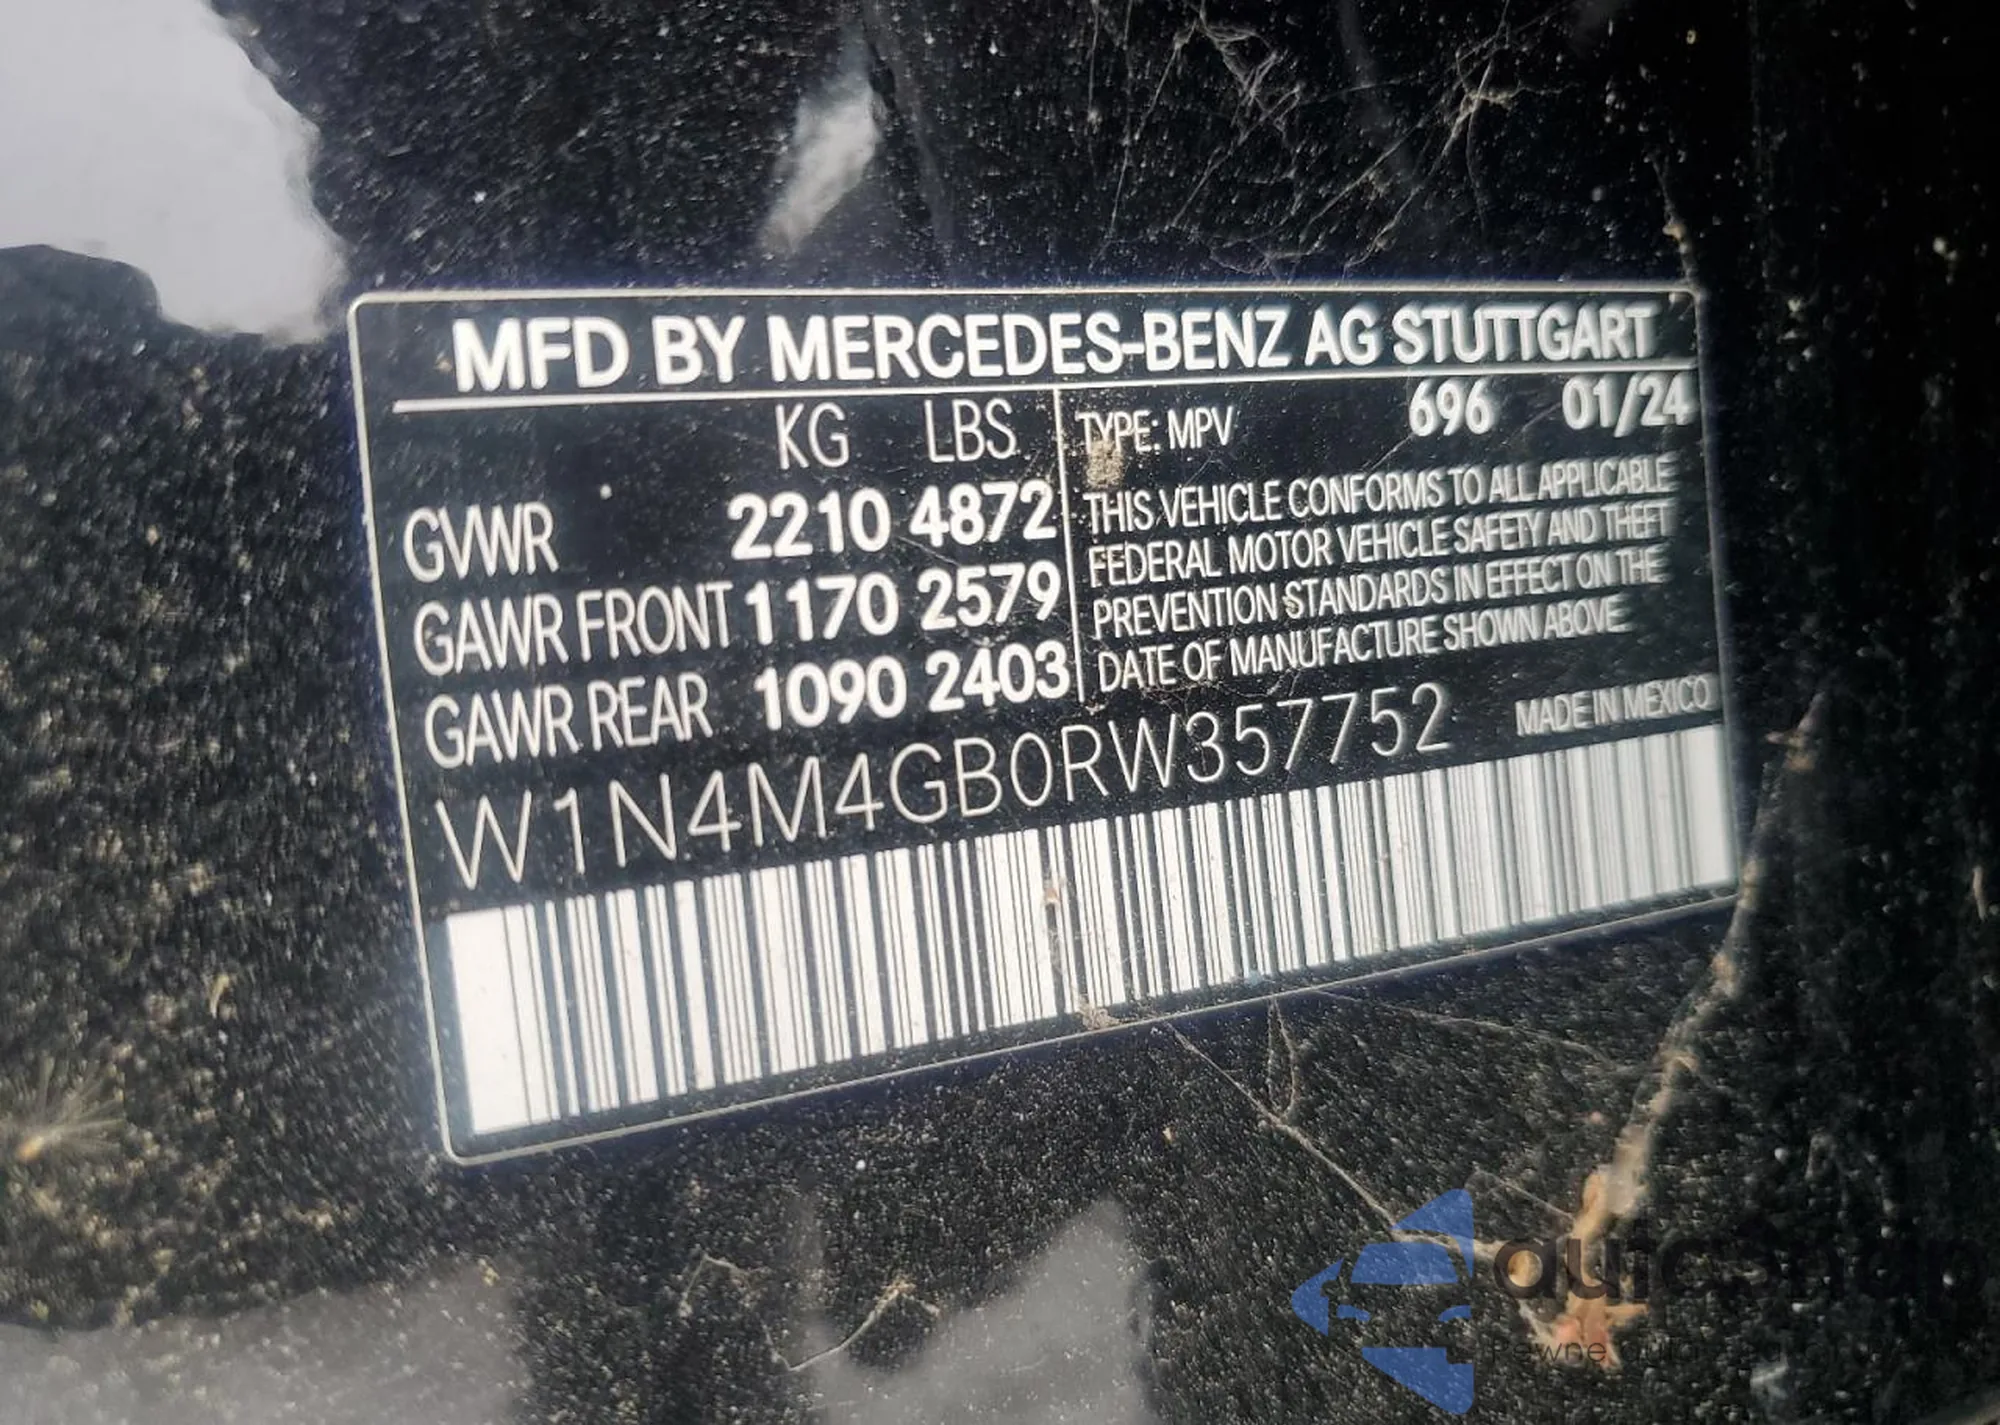 MFD BY MERCEDES-BENZ AG STUTTGART
KG LBS
GVWR 2210 4872
GAWR FRONT 1170 2579
GAWR REAR 1090 2403
TYPE: MPV 696 01/24
THIS VEHICLE CONFORMS TO ALL APPLICABLE
FEDERAL MOTOR VEHICLE SAFETY AND THEFT
PREVENTION STANDARDS IN EFFECT ON THE
DATE OF MANUFACTURE SHOWN ABOVE
W1N4M4GB0RW357752
MADE IN MEXICO
Pewne auta